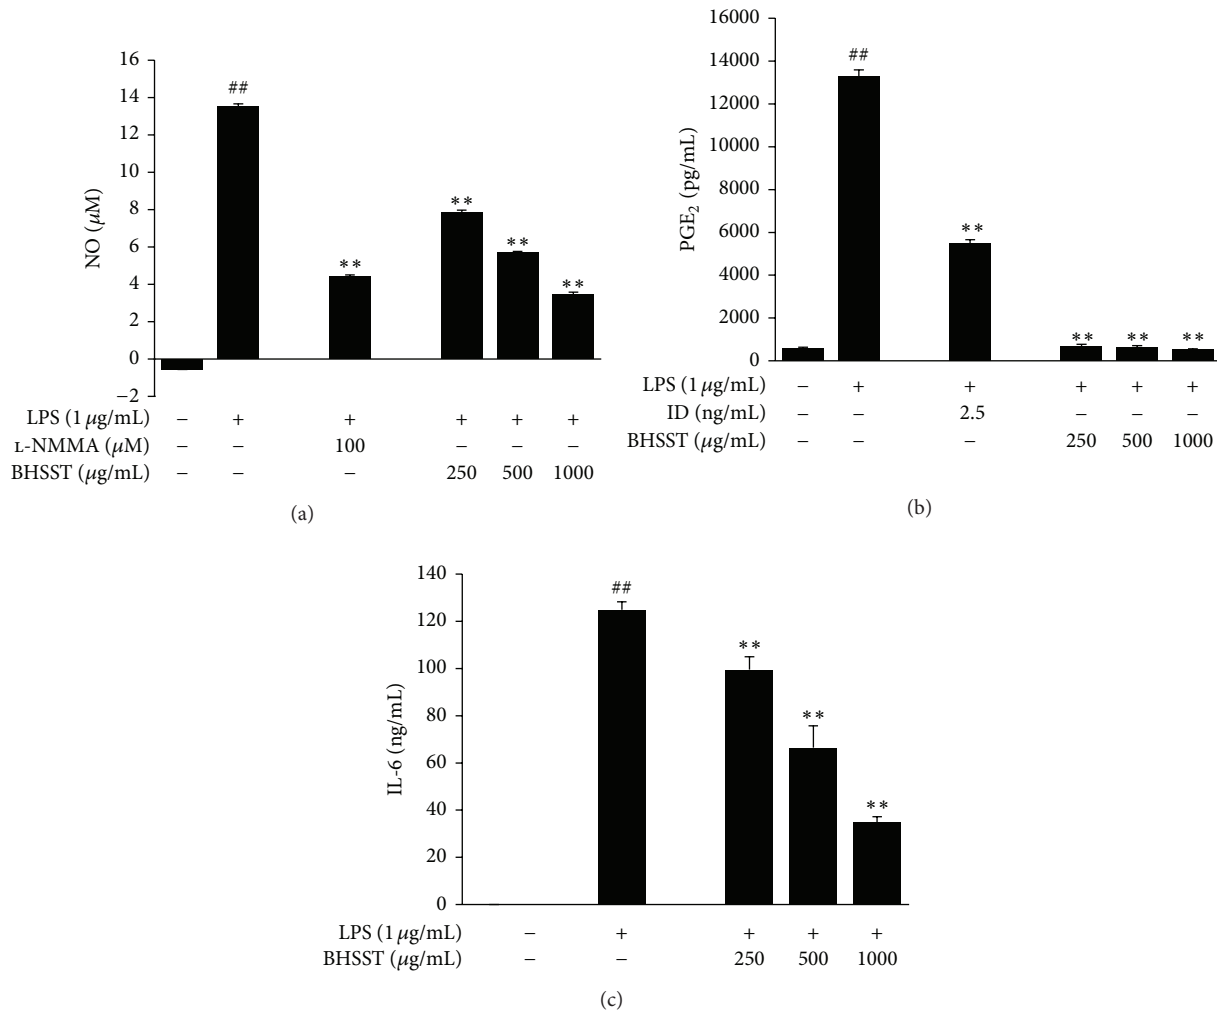 16
14
12
10
8
6
4
2
0
−2
NO (µM)
##
**
**
**
**
LPS (1 µg/mL) − + + + + +
ʟ-NMMA (µM) − − 100 − − −
BHSST (µg/mL) − − − 250 500 1000
(a)
16000
14000
12000
10000
8000
6000
4000
2000
0
PGE₂ (pg/mL)
##
**
**
**
**
LPS (1 µg/mL) − + + + + +
ID (ng/mL) − − 2.5 − − −
BHSST (µg/mL) − − − 250 500 1000
(b)
140
120
100
80
60
40
20
0
IL-6 (ng/mL)
##
**
**
**
LPS (1 µg/mL) − + + + +
BHSST (µg/mL) − − 250 500 1000
(c)